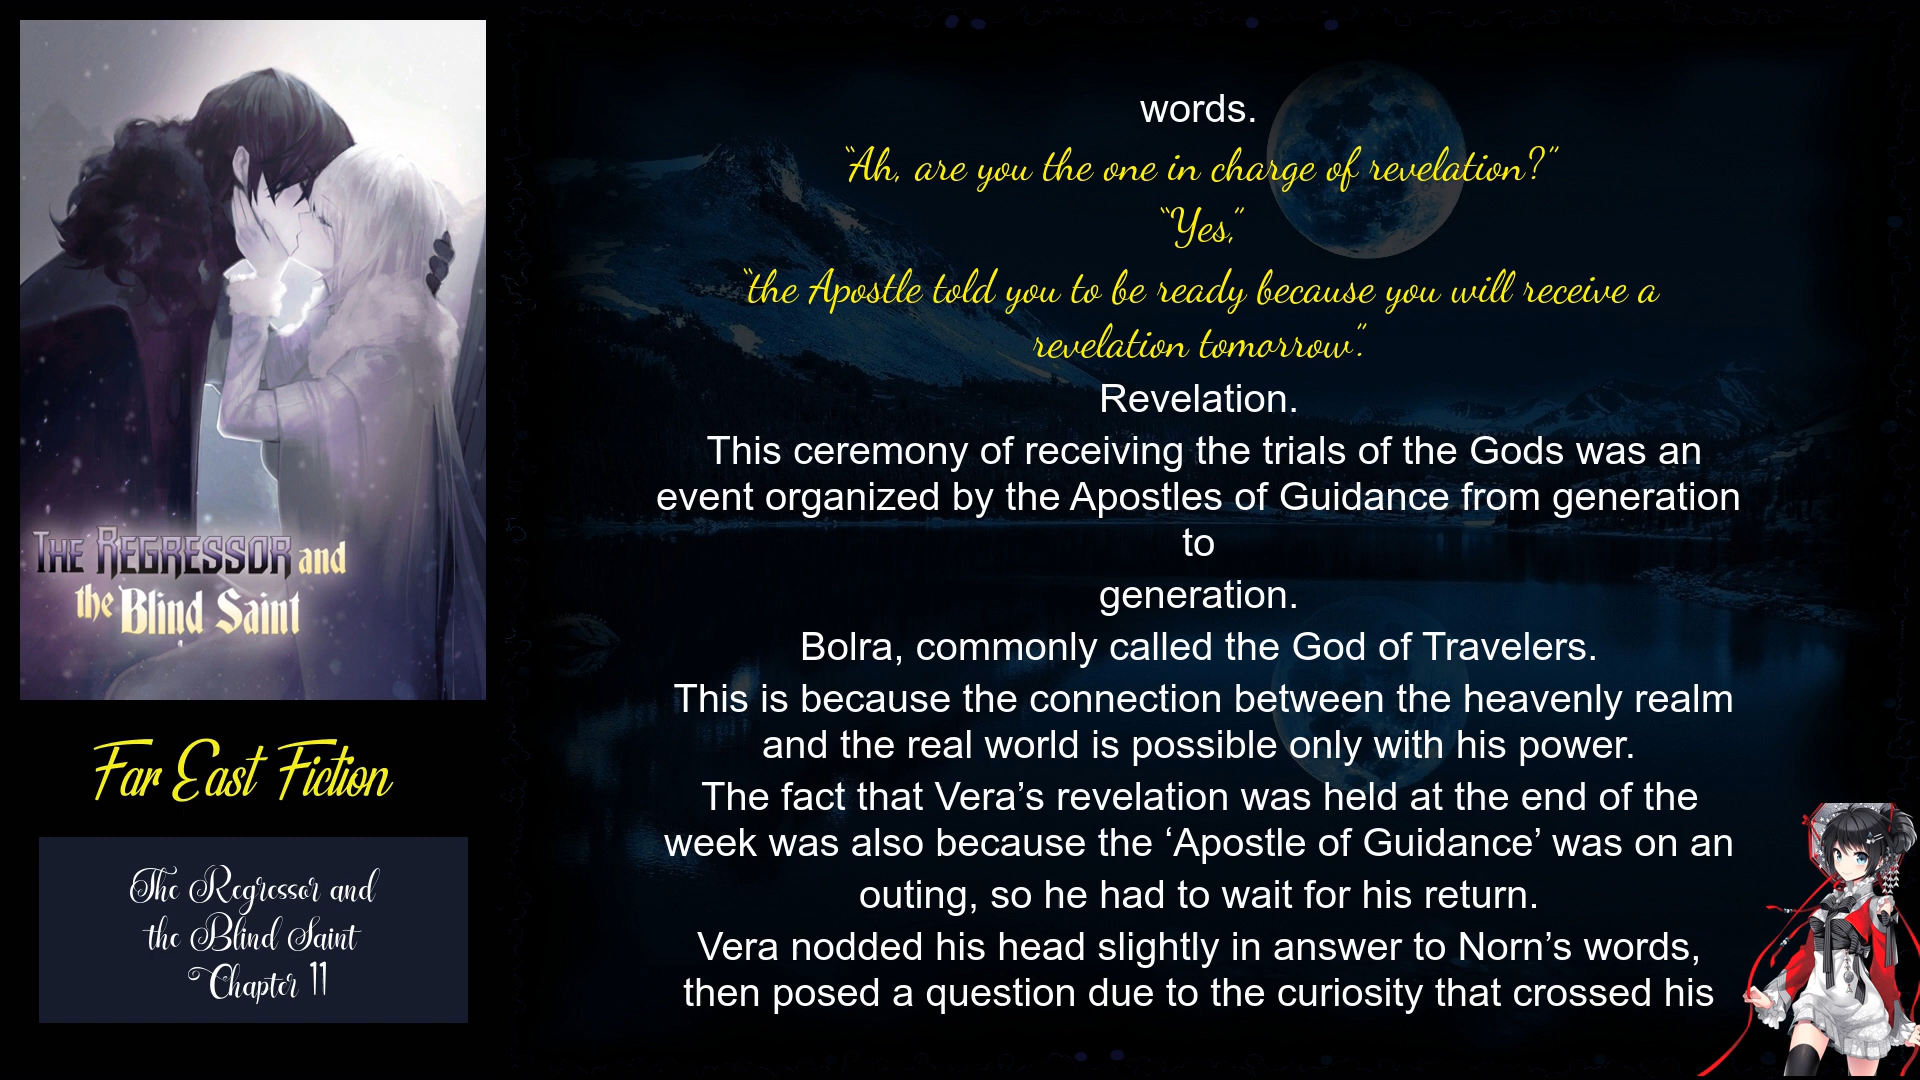 THE REGRESSOR and
the Blind Saint
Far East Fiction
The Regressor and
the Blind Saint
Chapter 11
words.
“Ah, are you the one in charge of revelation?”
“Yes,”
“the Apostle told you to be ready because you will receive a
revelation tomorrow”.
Revelation.
This ceremony of receiving the trials of the Gods was an
event organized by the Apostles of Guidance from generation
to
generation.
Bolra, commonly called the God of Travelers.
This is because the connection between the heavenly realm
and the real world is possible only with his power.
The fact that Vera’s revelation was held at the end of the
week was also because the ‘Apostle of Guidance’ was on an
outing, so he had to wait for his return.
Vera nodded his head slightly in answer to Norn’s words,
then posed a question due to the curiosity that crossed his